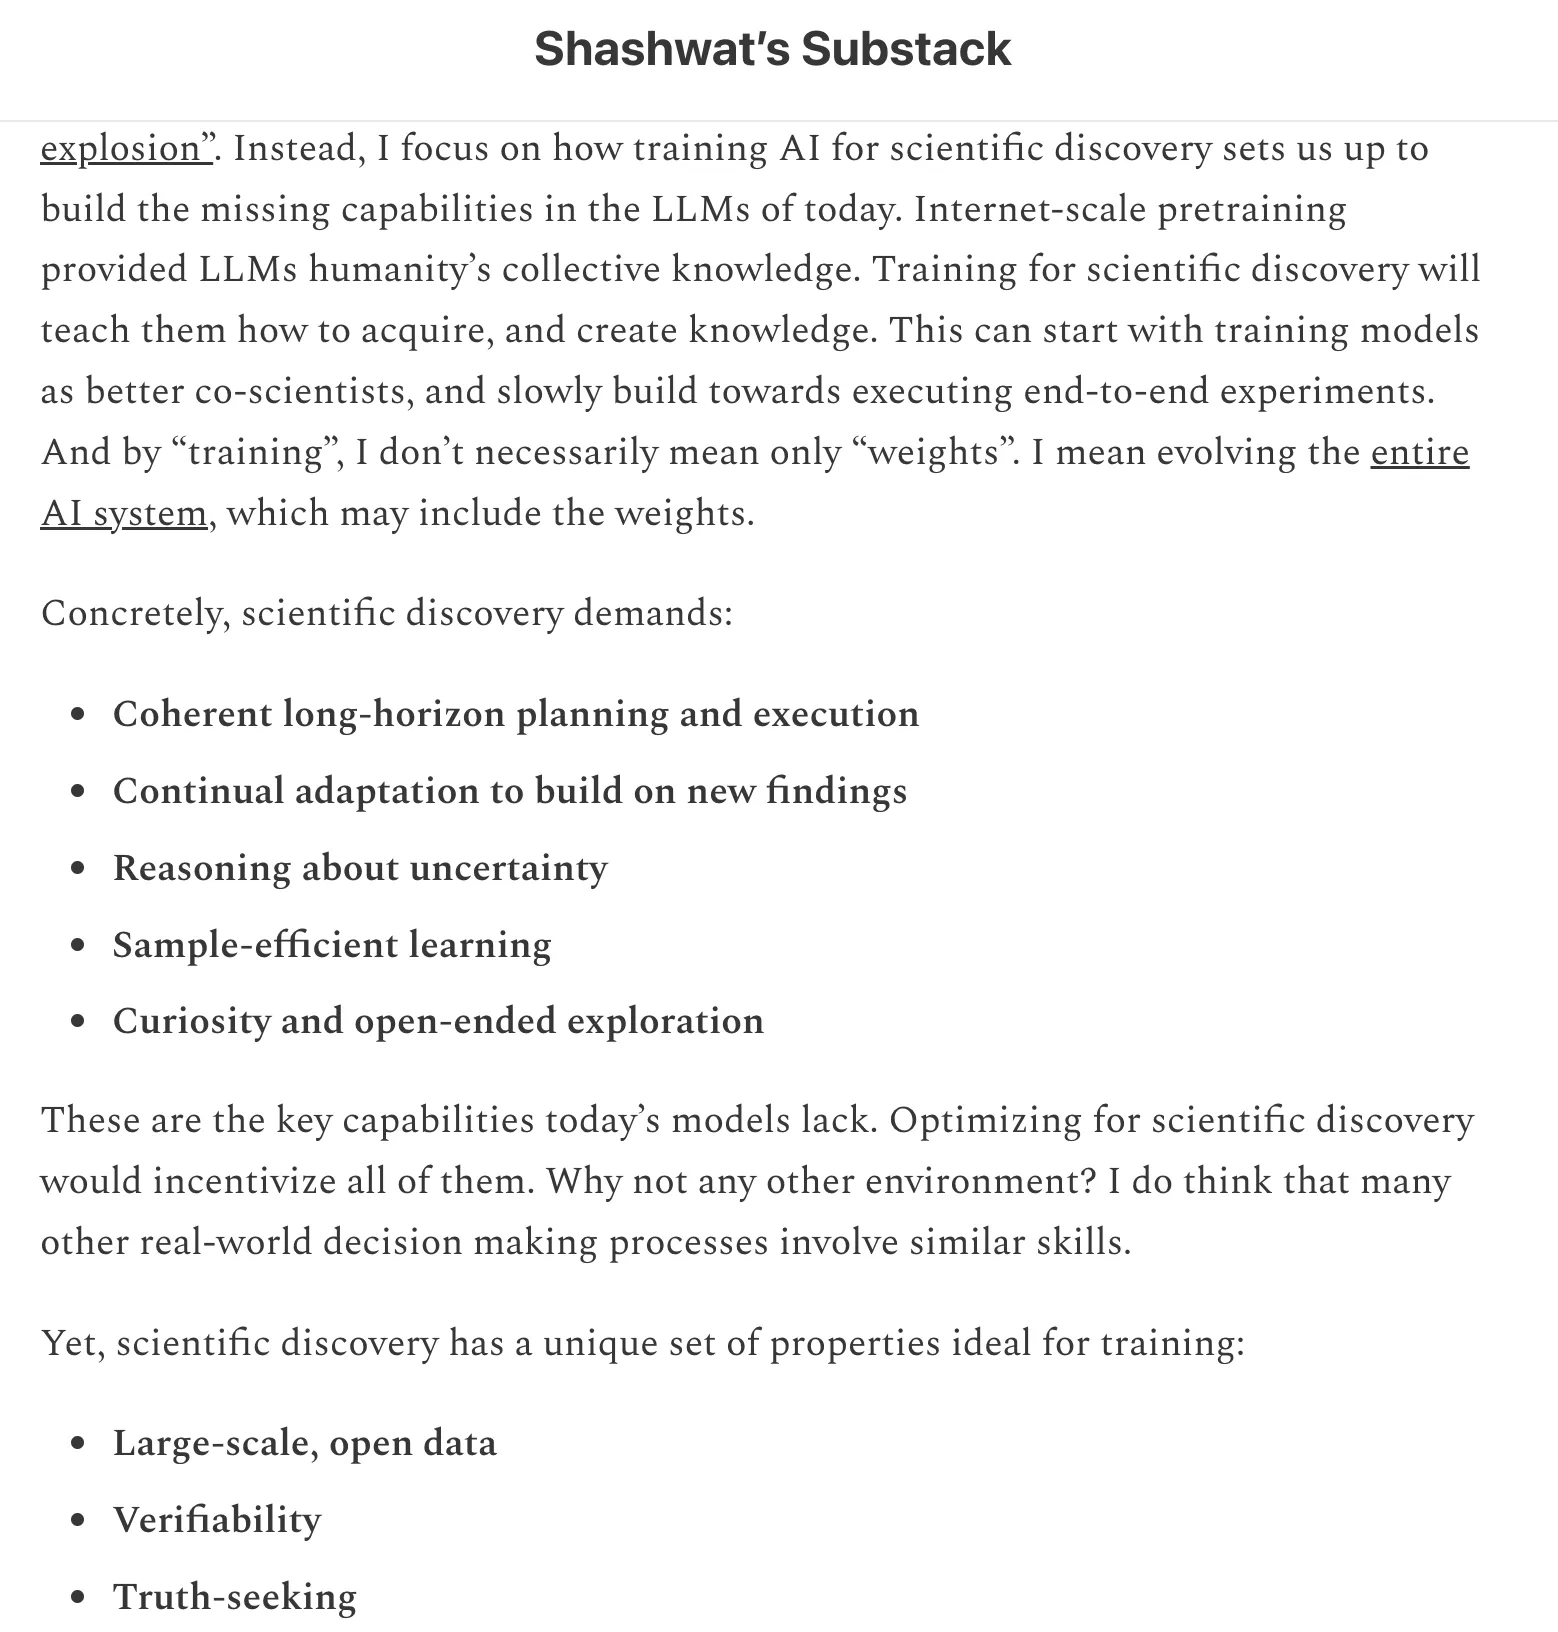 Shashwat’s Substack
explosion”. Instead, I focus on how training AI for scientific discovery sets us up to
build the missing capabilities in the LLMs of today. Internet-scale pretraining
provided LLMs humanity’s collective knowledge. Training for scientific discovery will
teach them how to acquire, and create knowledge. This can start with training models
as better co-scientists, and slowly build towards executing end-to-end experiments.
And by “training”, I don’t necessarily mean only “weights”. I mean evolving the entire
AI system, which may include the weights.
Concretely, scientific discovery demands:
• Coherent long-horizon planning and execution
• Continual adaptation to build on new findings
• Reasoning about uncertainty
• Sample-efficient learning
• Curiosity and open-ended exploration
These are the key capabilities today’s models lack. Optimizing for scientific discovery
would incentivize all of them. Why not any other environment? I do think that many
other real-world decision making processes involve similar skills.
Yet, scientific discovery has a unique set of properties ideal for training:
• Large-scale, open data
• Verifiability
• Truth-seeking